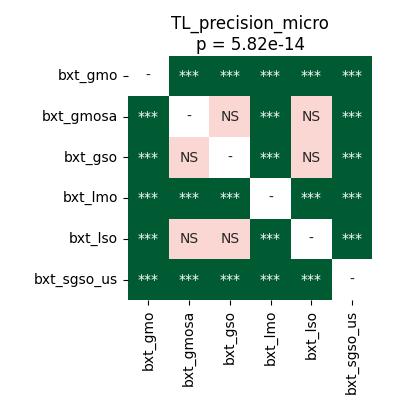 TL_precision_micro
p = 5.82e-14
bxt_gmo - *** *** *** *** ***
bxt_gmosa *** - NS *** NS ***
bxt_gso *** NS - *** NS ***
bxt_lmo *** *** *** - *** ***
bxt_lso *** NS NS *** - ***
bxt_sgso_us *** *** *** *** *** -
bxt_gmo bxt_gmosa bxt_gso bxt_lmo bxt_lso bxt_sgso_us